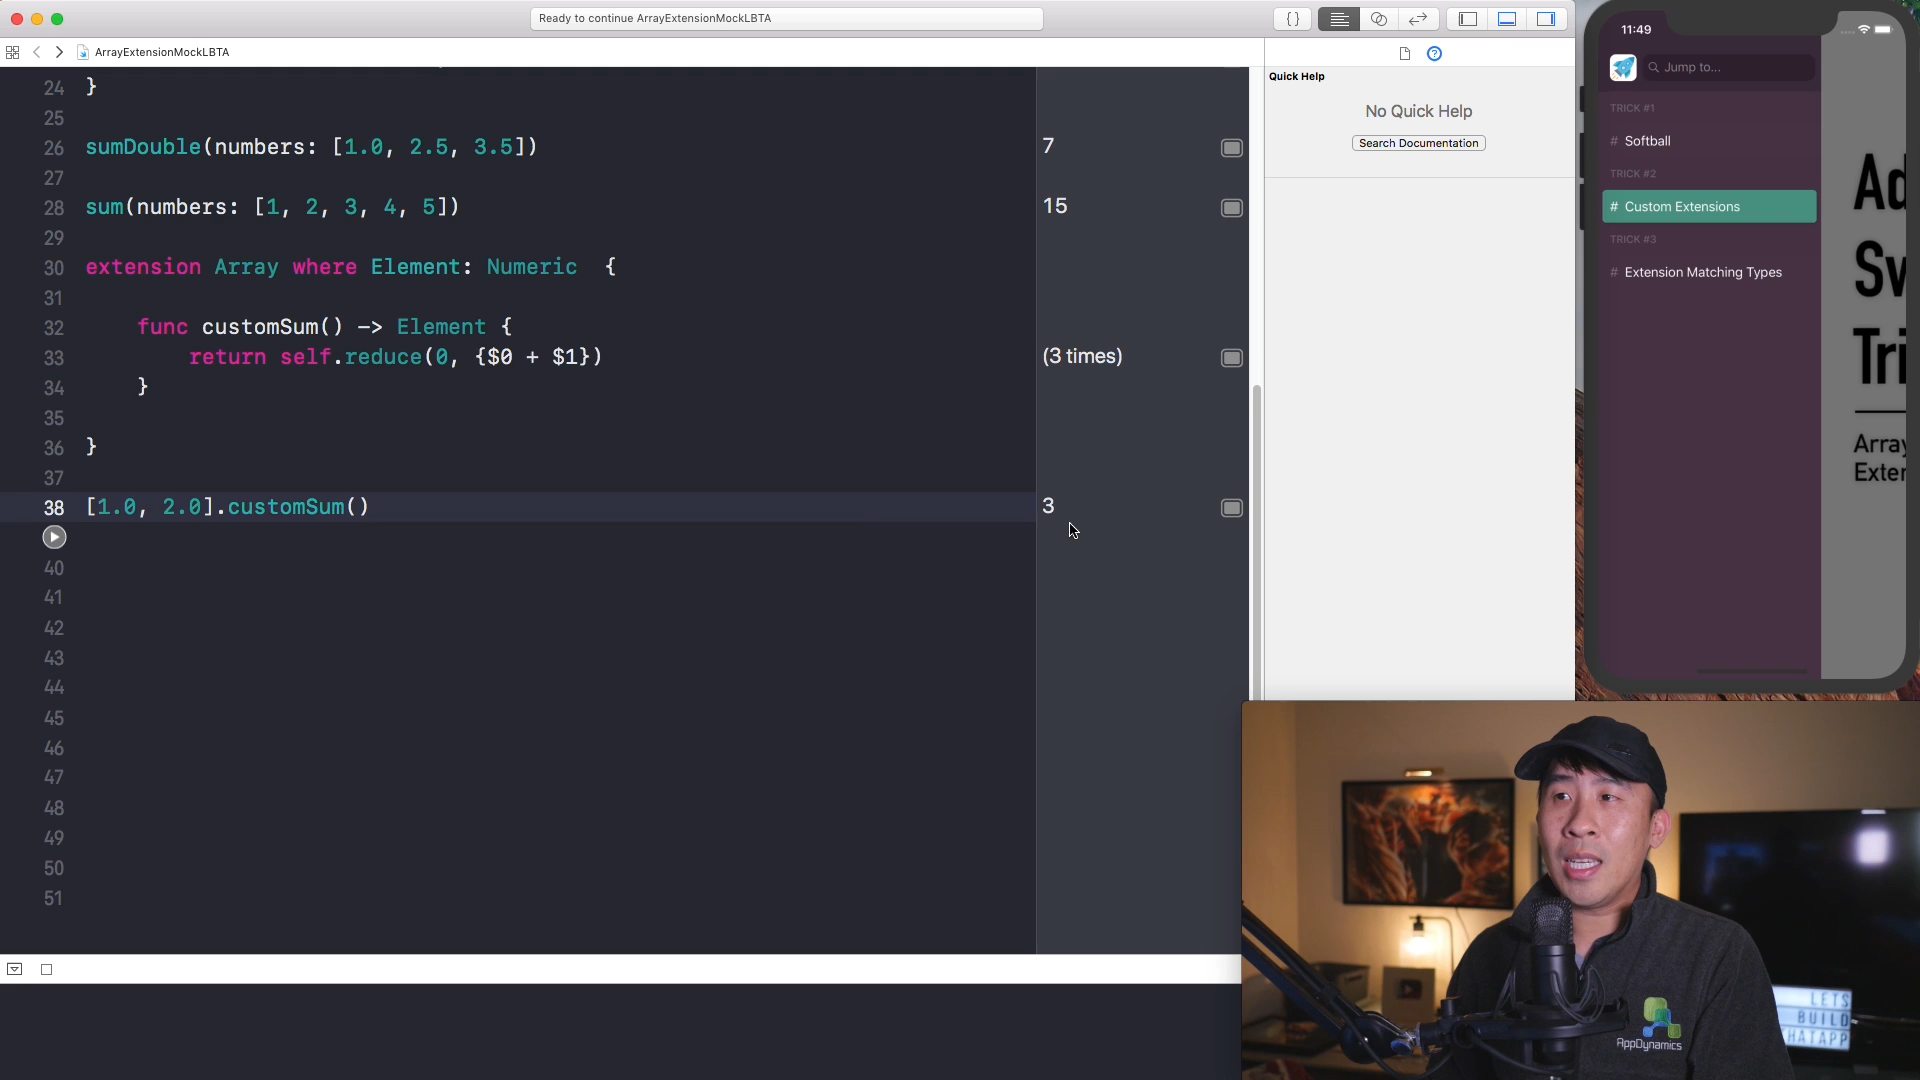 Ready to continue ArrayExtensionMockLBTA
{ }
ArrayExtensionMockLBTA
24 }
25
26 sumDouble(numbers: [1.0, 2.5, 3.5])
27
28 sum(numbers: [1, 2, 3, 4, 5])
29
30 extension Array where Element: Numeric  {
31
32     func customSum() -> Element {
33         return self.reduce(0, {$0 + $1})
34     }
35
36 }
37
38 [1.0, 2.0].customSum()
40
41
42
43
44
45
46
47
48
49
50
51
7
15
(3 times)
3
Quick Help
No Quick Help
Search Documentation
11:49
Jump to...
TRICK #1
# Softball
TRICK #2
# Custom Extensions
TRICK #3
# Extension Matching Types
Ad
Sw
Tri
Array
Exter
AppDynamics
LETS
BUILD
HATAPP